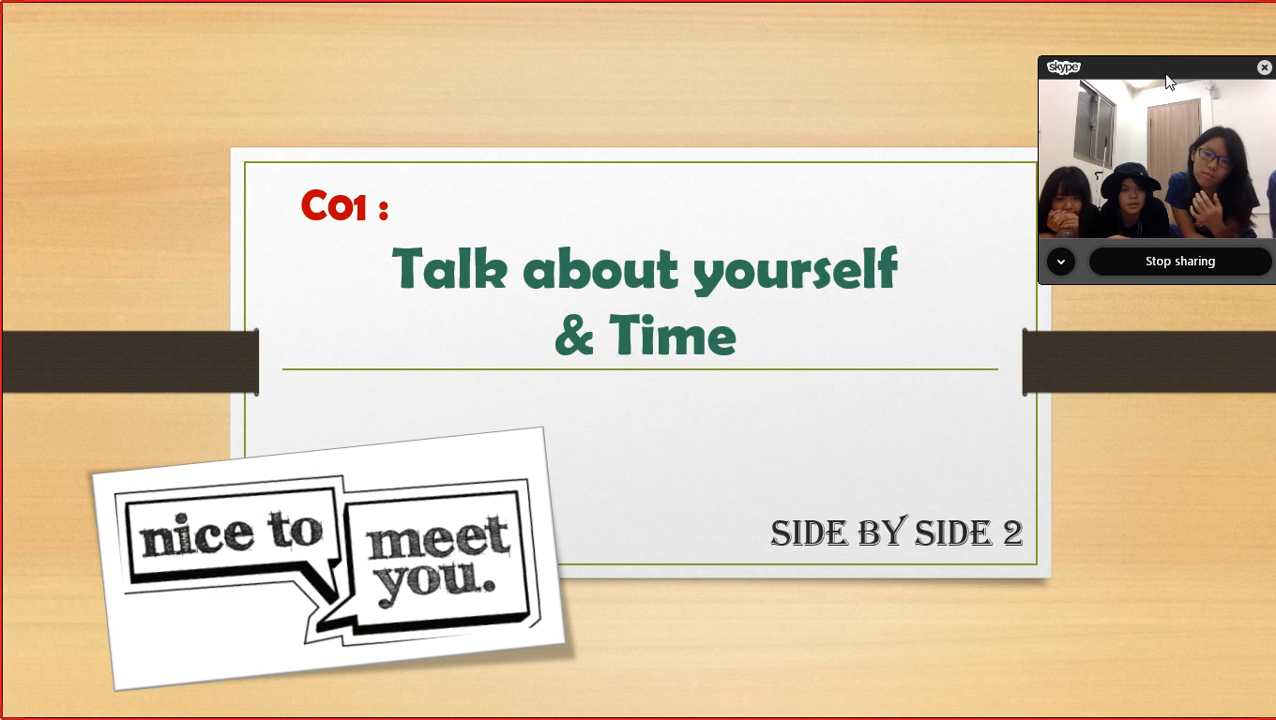 C01 :
Talk about yourself
& Time
SIDE BY SIDE 2
nice to
meet
you.
skype
Stop sharing